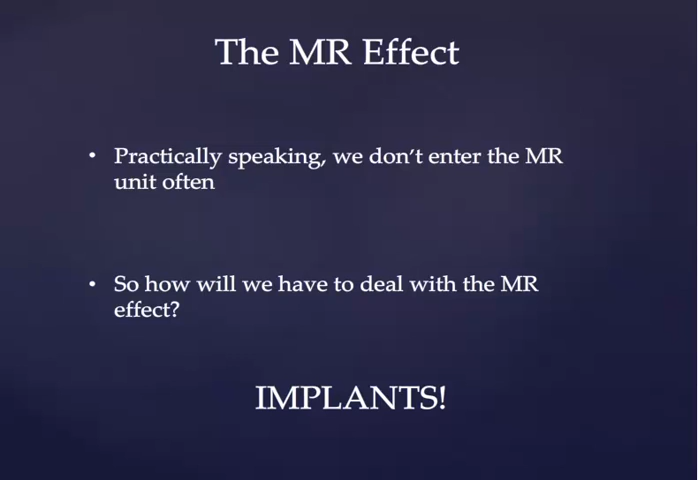 The MR Effect
• Practically speaking, we don't enter the MR
unit often
• So how will we have to deal with the MR
effect?
IMPLANTS!